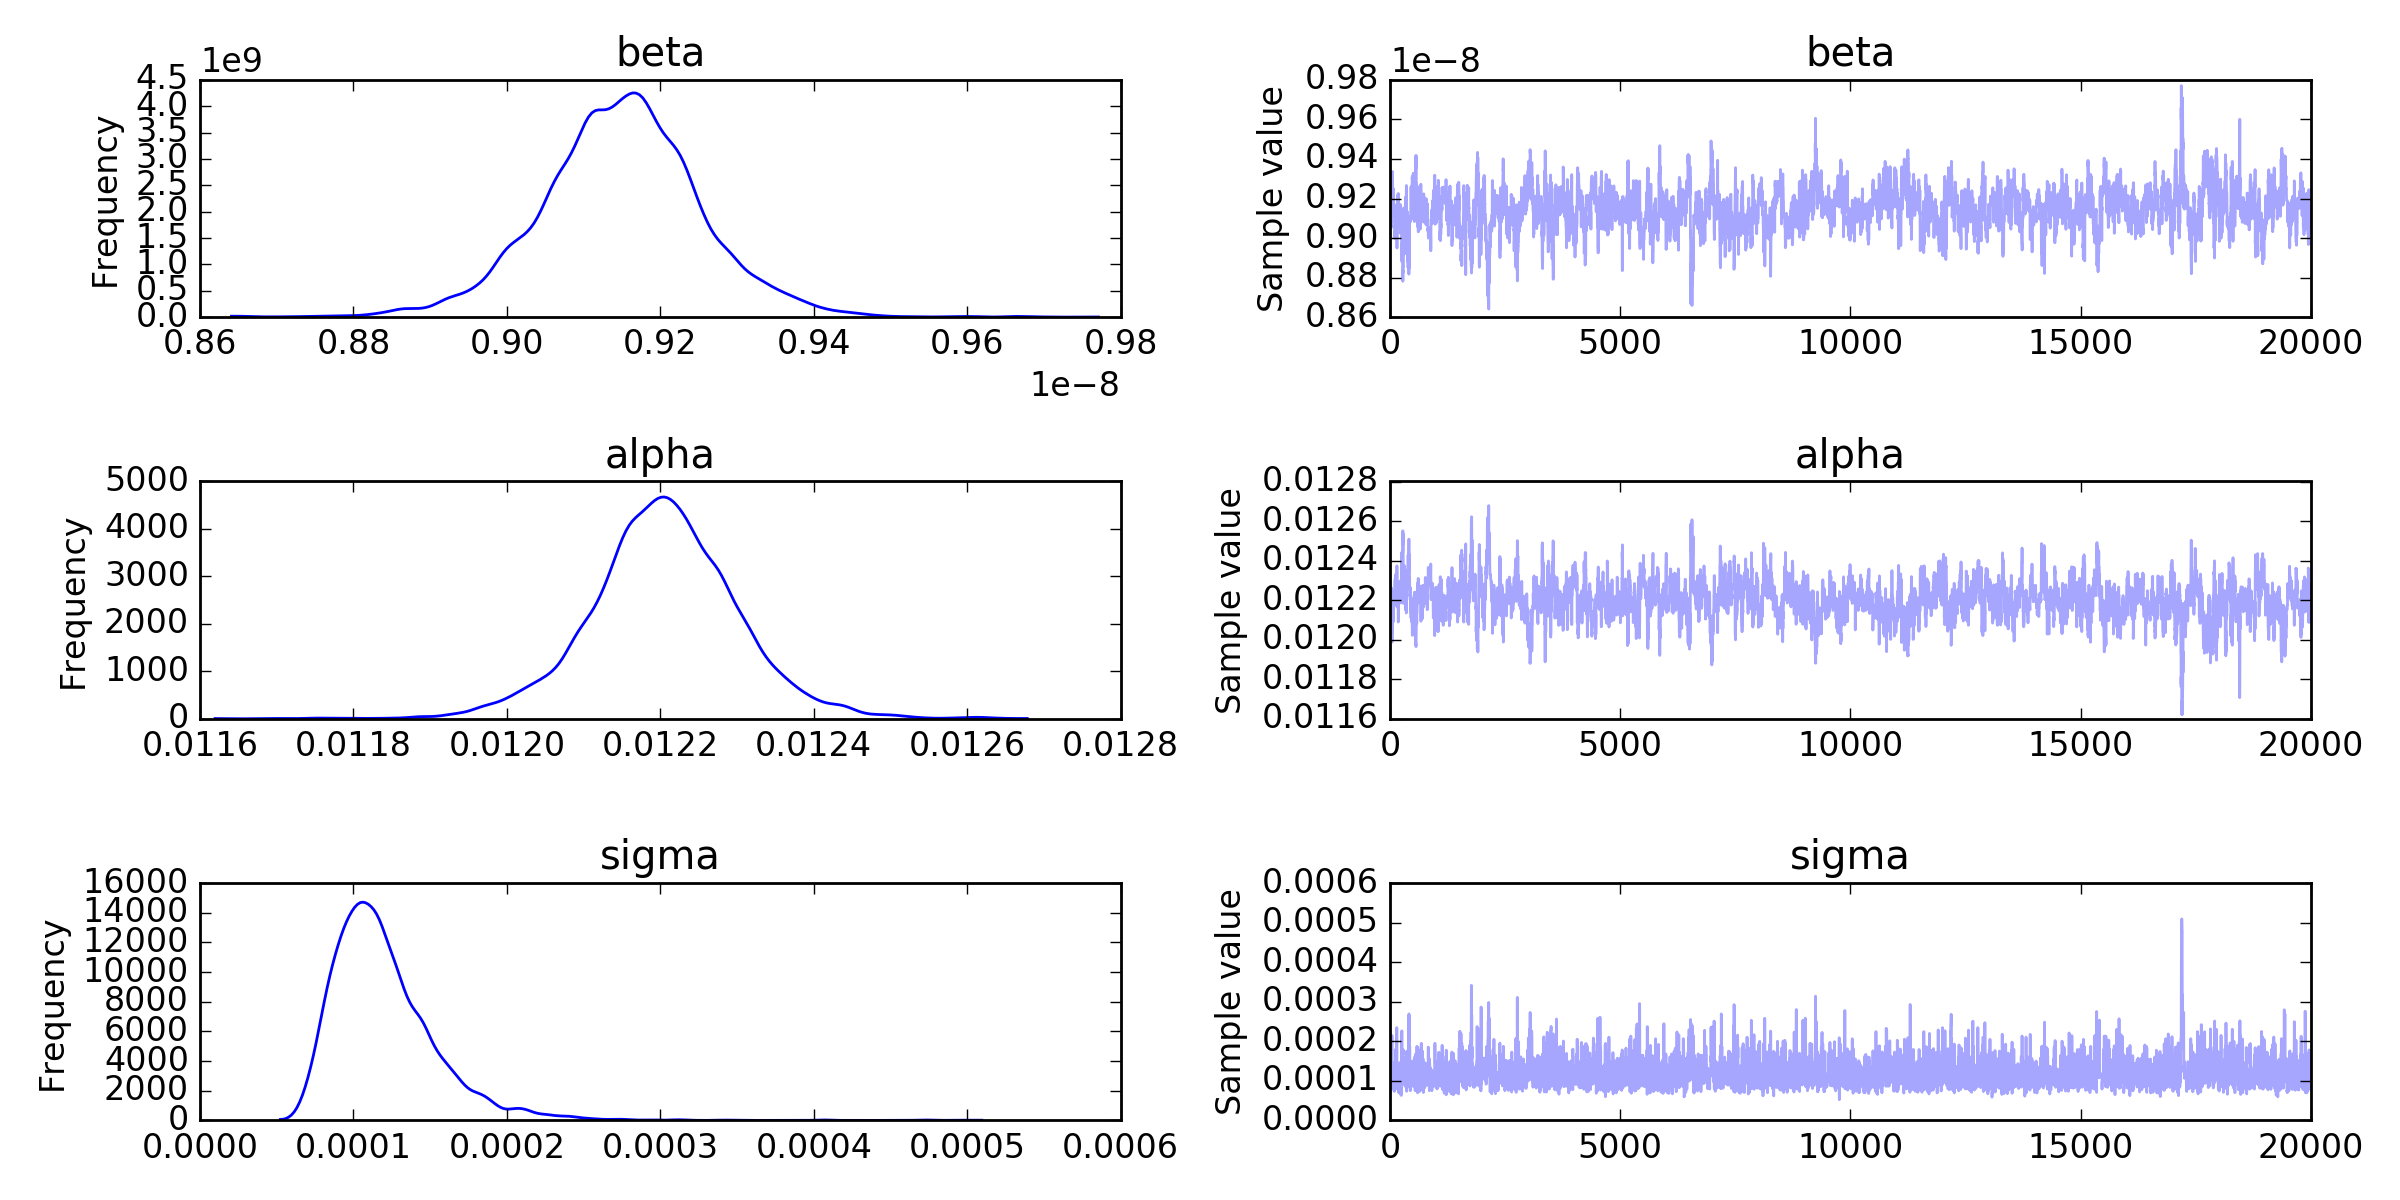 beta
1e9
Frequency
4.5
4.0
3.5
3.0
2.5
2.0
1.5
1.0
0.5
0.0
0.86 0.88 0.90 0.92 0.94 0.96 0.98
1e−8
beta
1e−8
Sample value
0.98
0.96
0.94
0.92
0.90
0.88
0.86
0 5000 10000 15000 20000
alpha
Frequency
5000
4000
3000
2000
1000
0
0.0116 0.0118 0.0120 0.0122 0.0124 0.0126 0.0128
alpha
Sample value
0.0128
0.0126
0.0124
0.0122
0.0120
0.0118
0.0116
0 5000 10000 15000 20000
sigma
Frequency
16000
14000
12000
10000
8000
6000
4000
2000
0
0.0000 0.0001 0.0002 0.0003 0.0004 0.0005 0.0006
sigma
Sample value
0.0006
0.0005
0.0004
0.0003
0.0002
0.0001
0.0000
0 5000 10000 15000 20000